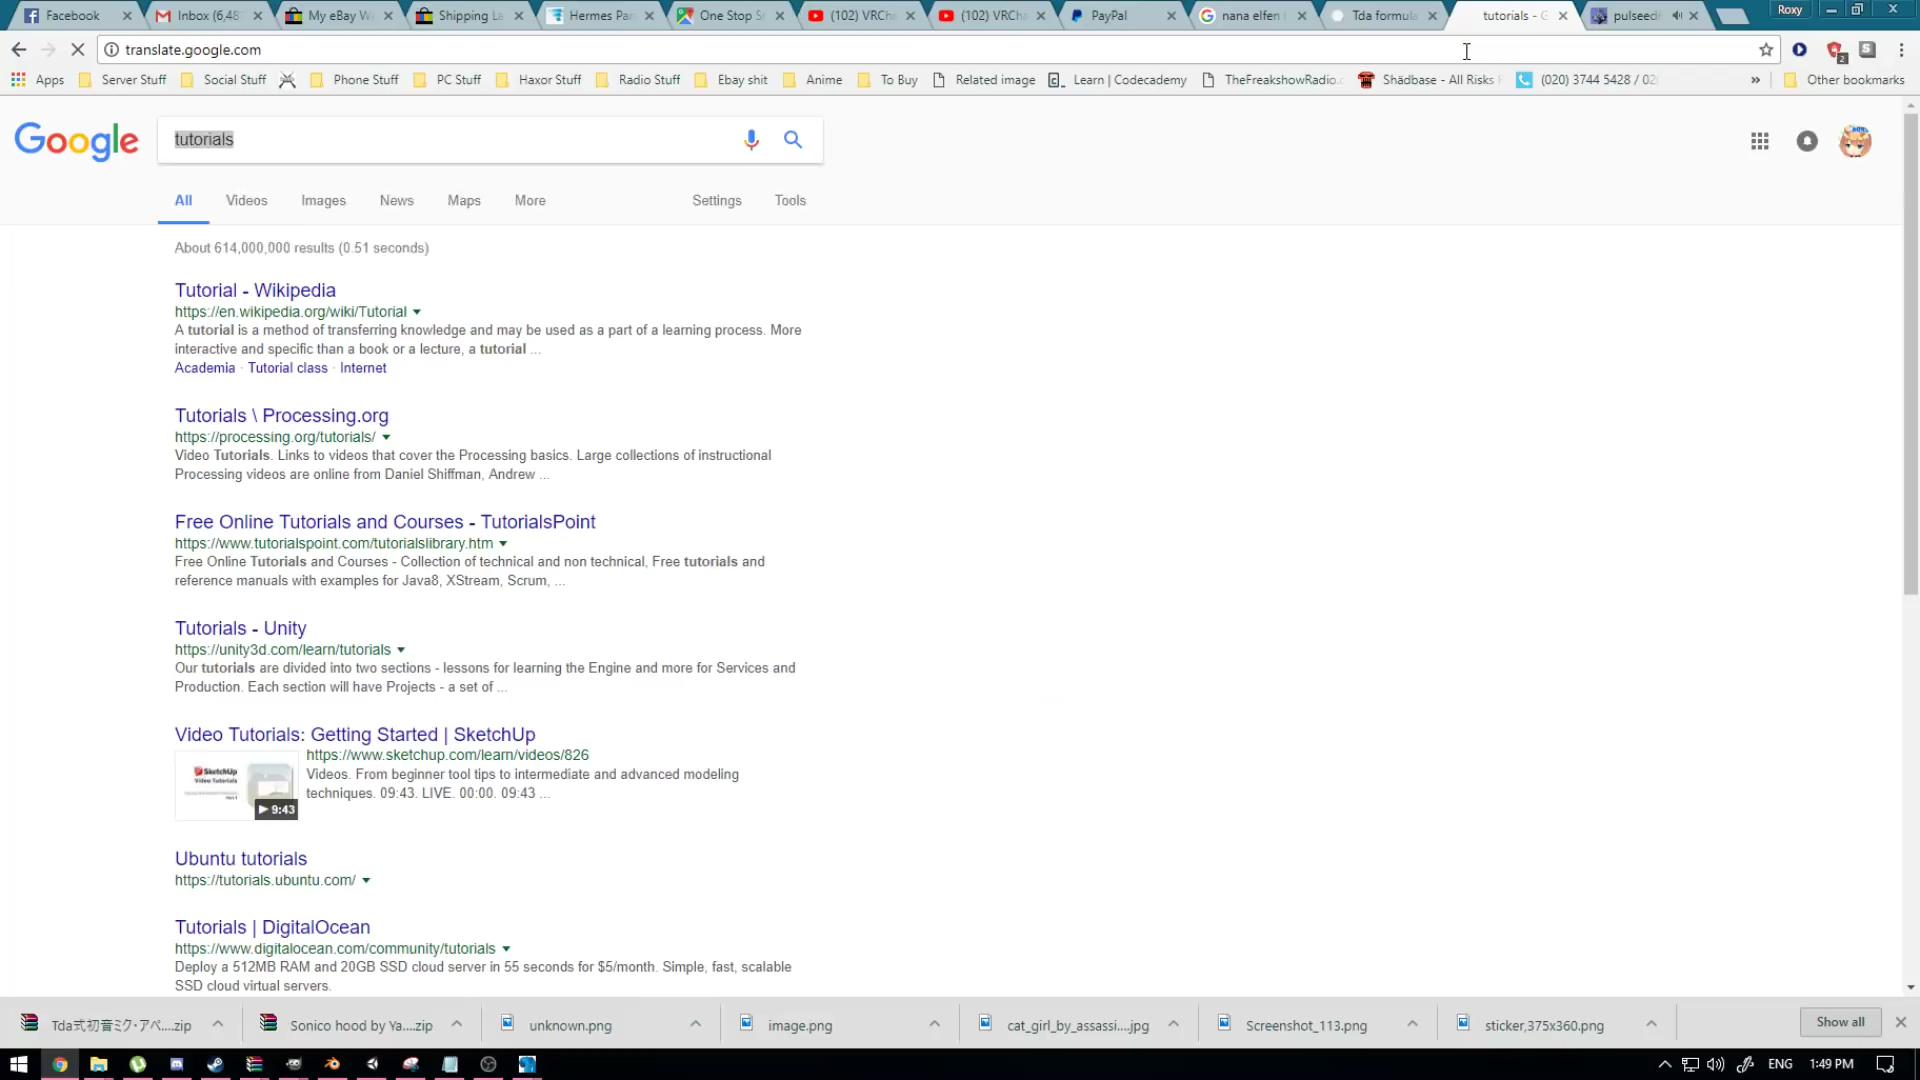 Facebook
Inbox (6,48
My eBay W
Shipping La
Hermes Par
One Stop S
(102) VRCh
(102) VRCh
PayPal
nana elfen
Tda formula
tutorials - G
pulseed
Roxy
translate.google.com
2
Apps
Server Stuff
Social Stuff
Phone Stuff
PC Stuff
Haxor Stuff
Radio Stuff
Ebay shit
Anime
To Buy
Related image
Learn | Codecademy
TheFreakshowRadio.c
Shädbase - All Risks
(020) 3744 5428 / 02
»
Other bookmarks
Google
tutorials
All
Videos
Images
News
Maps
More
Settings
Tools
About 614,000,000 results (0.51 seconds)
Tutorial - Wikipedia
https://en.wikipedia.org/wiki/Tutorial
A tutorial is a method of transferring knowledge and may be used as a part of a learning process. More
interactive and specific than a book or a lecture, a tutorial ...
Academia · Tutorial class · Internet
Tutorials \ Processing.org
https://processing.org/tutorials/
Video Tutorials. Links to videos that cover the Processing basics. Large collections of instructional
Processing videos are online from Daniel Shiffman, Andrew ...
Free Online Tutorials and Courses - TutorialsPoint
https://www.tutorialspoint.com/tutorialslibrary.htm
Free Online Tutorials and Courses - Collection of technical and non technical, Free tutorials and
reference manuals with examples for Java8, XStream, Scrum, ...
Tutorials - Unity
https://unity3d.com/learn/tutorials
Our tutorials are divided into two sections - lessons for learning the Engine and more for Services and
Production. Each section will have Projects - a set of ...
Video Tutorials: Getting Started | SketchUp
https://www.sketchup.com/learn/videos/826
Videos. From beginner tool tips to intermediate and advanced modeling
techniques. 09:43. LIVE. 00:00. 09:43 ...
SketchUp
Video Tutorials
9:43
Ubuntu tutorials
https://tutorials.ubuntu.com/
Tutorials | DigitalOcean
https://www.digitalocean.com/community/tutorials
Deploy a 512MB RAM and 20GB SSD cloud server in 55 seconds for $5/month. Simple, fast, scalable
SSD cloud virtual servers.
Tda式初音ミク・アペ....zip
Sonico hood by Ya....zip
unknown.png
image.png
cat_girl_by_assassi....jpg
Screenshot_113.png
sticker,375x360.png
Show all
ENG
1:49 PM